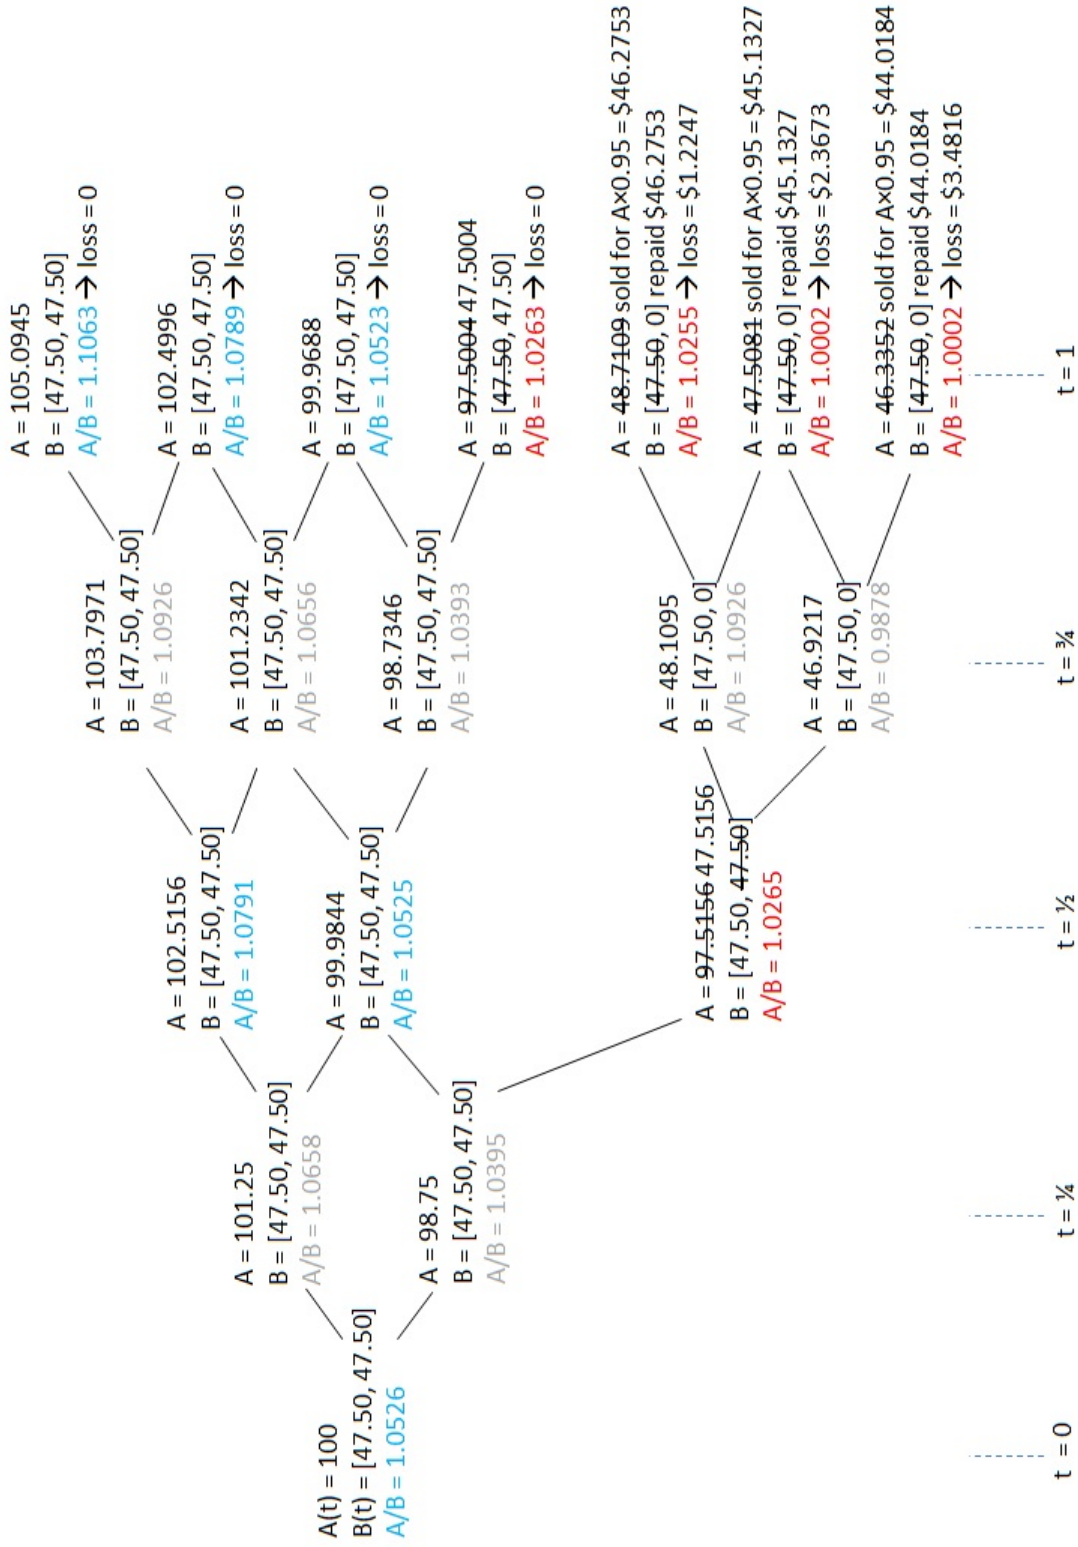 A(t) = 100
B(t) = [47.50, 47.50]
A/B = 1.0526
A = 101.25
B = [47.50, 47.50]
A/B = 1.0658
A = 98.75
B = [47.50, 47.50]
A/B = 1.0395
A = 102.5156
B = [47.50, 47.50]
A/B = 1.0791
A = 99.9844
B = [47.50, 47.50]
A/B = 1.0525
A = 97.5156 47.5156
B = [47.50, 47.50]
A/B = 1.0265
A = 103.7971
B = [47.50, 47.50]
A/B = 1.0926
A = 101.2342
B = [47.50, 47.50]
A/B = 1.0656
A = 98.7346
B = [47.50, 47.50]
A/B = 1.0393
A = 48.1095
B = [47.50, 0]
A/B = 1.0926
A = 46.9217
B = [47.50, 0]
A/B = 0.9878
A = 105.0945
B = [47.50, 47.50]
A/B = 1.1063 → loss = 0
A = 102.4996
B = [47.50, 47.50]
A/B = 1.0789 → loss = 0
A = 99.9688
B = [47.50, 47.50]
A/B = 1.0523 → loss = 0
A = 97.5004 47.5004
B = [47.50, 47.50]
A/B = 1.0263 → loss = 0
A = 48.7109 sold for A×0.95 = $46.2753
B = [47.50, 0] repaid $46.2753
A/B = 1.0255 → loss = $1.2247
A = 47.5081 sold for A×0.95 = $45.1327
B = [47.50, 0] repaid $45.1327
A/B = 1.0002 → loss = $2.3673
A = 46.3352 sold for A×0.95 = $44.0184
B = [47.50, 0] repaid $44.0184
A/B = 1.0002 → loss = $3.4816
t = 0
t = ¼
t = ½
t = ¾
t = 1